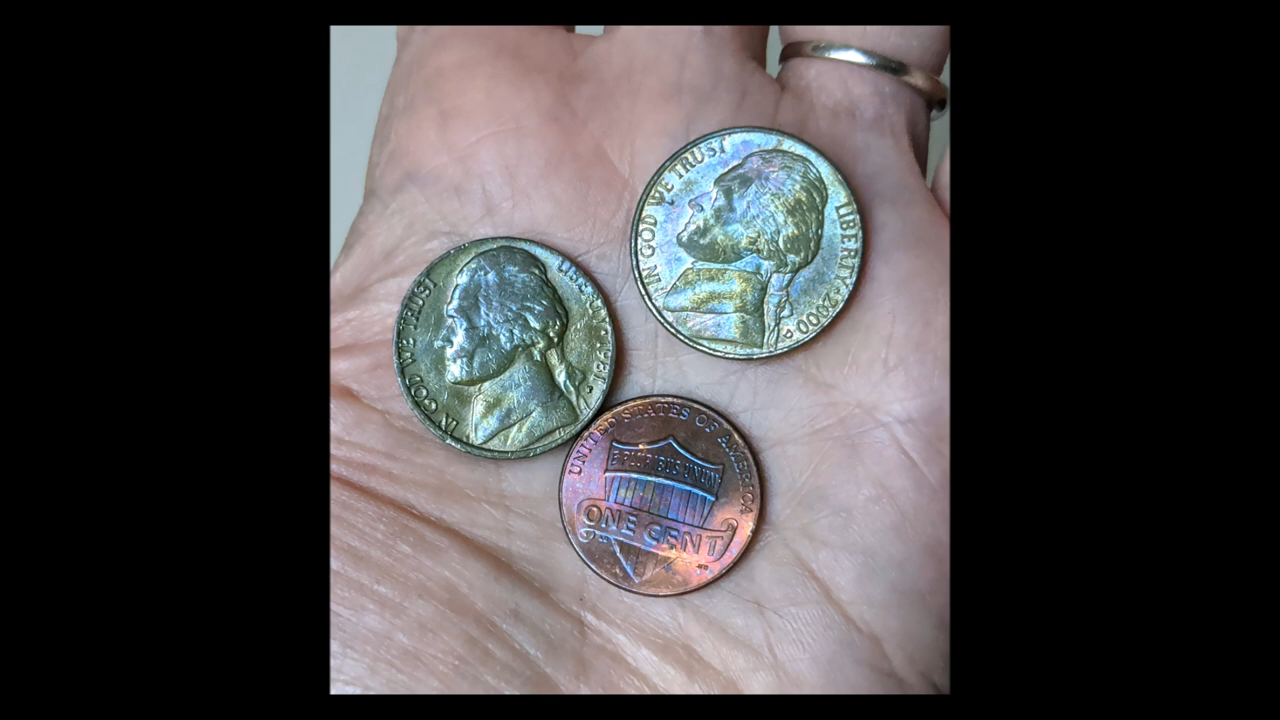 IN GOD WE TRUST
LIBERTY 1981
P
IN GOD WE TRUST
LIBERTY 2000
P
UNITED STATES OF AMERICA
E PLURIBUS UNUM
ONE CENT